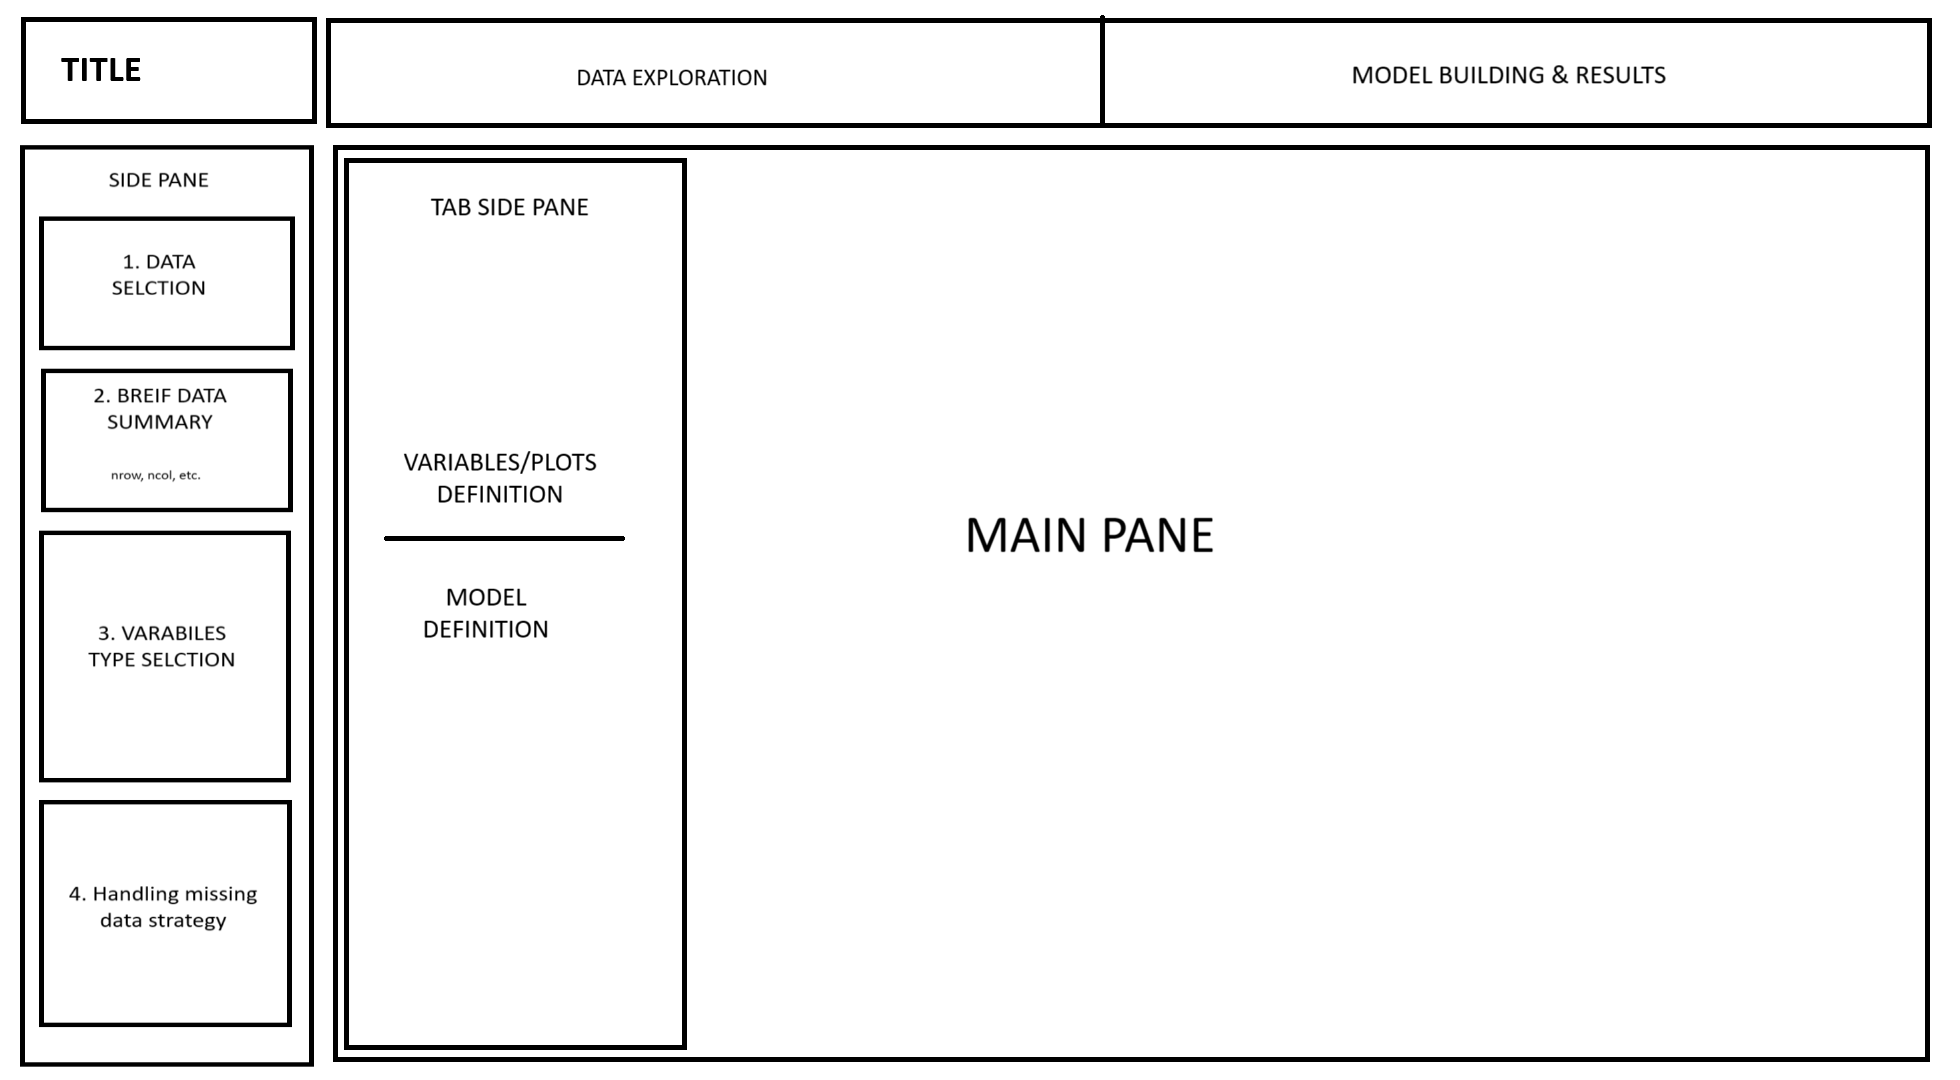 TITLE
DATA EXPLORATION
MODEL BUILDING & RESULTS
SIDE PANE
1. DATA
SELCTION
2. BREIF DATA
SUMMARY
nrow, ncol, etc.
3. VARABILES
TYPE SELCTION
4. Handling missing
data strategy
TAB SIDE PANE
VARIABLES/PLOTS
DEFINITION
MODEL
DEFINITION
MAIN PANE